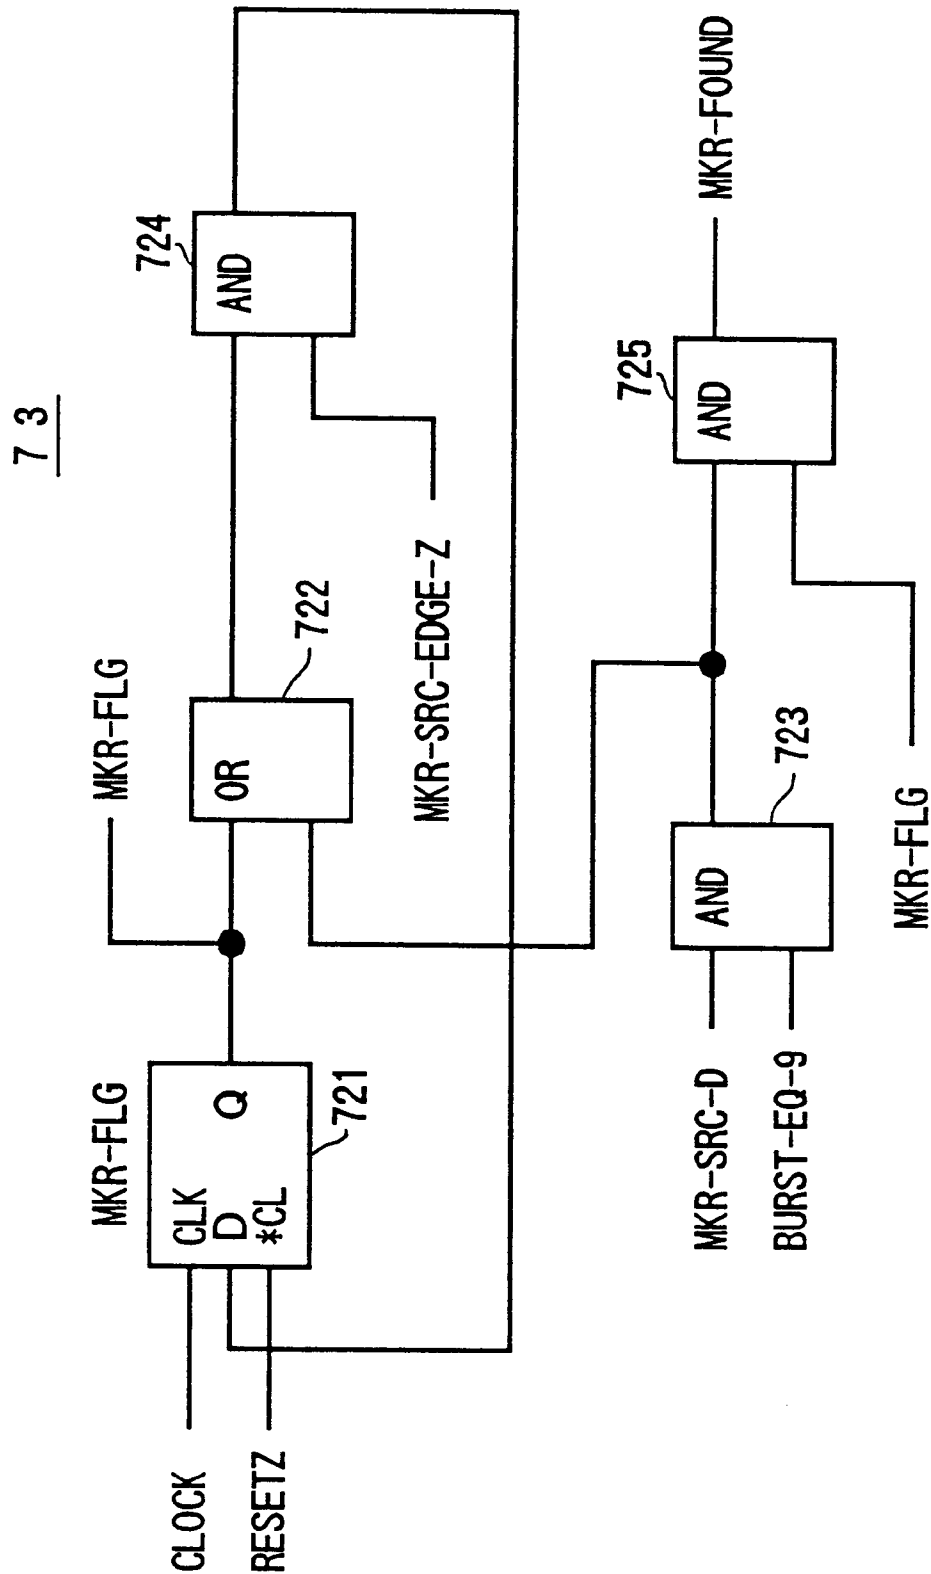 7 3
MKR-FLG
MKR-FLG
CLOCK
CLK
D
Q
*CL
RESETZ
721
OR
722
AND
724
MKR-SRC-EDGE-Z
MKR-SRC-D
BURST-EQ-9
AND
723
AND
725
MKR-FLG
MKR-FOUND